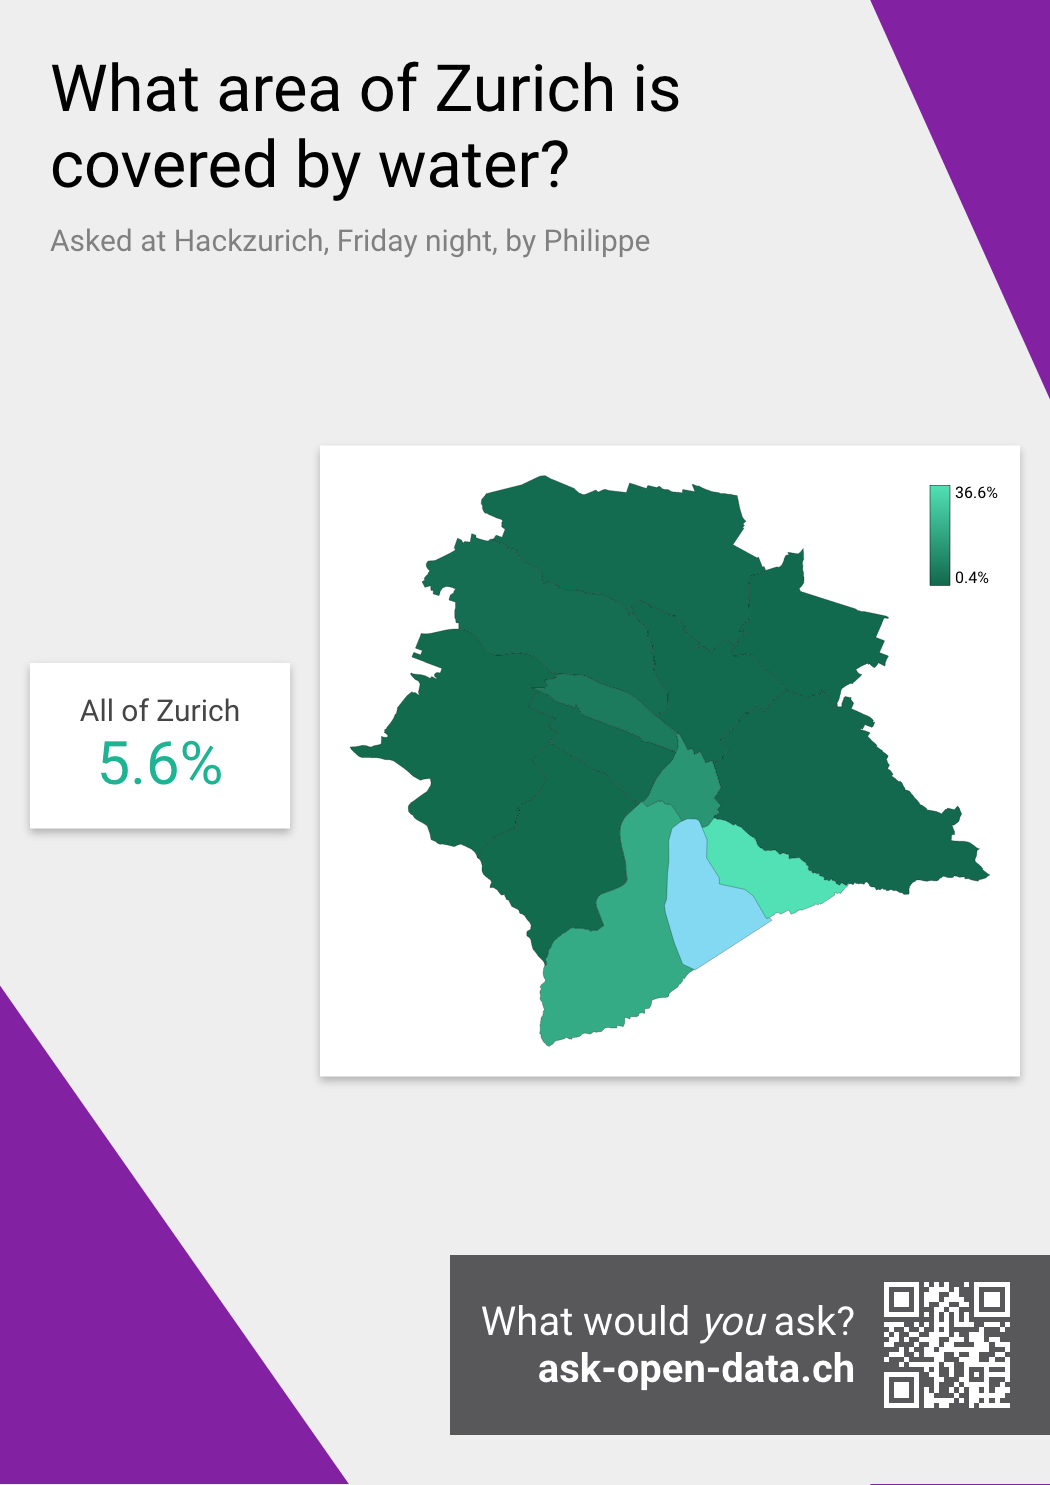 What area of Zurich is
covered by water?
Asked at Hackzurich, Friday night, by Philippe
36.6%
0.4%
All of Zurich
5.6%
What would you ask?
ask-open-data.ch